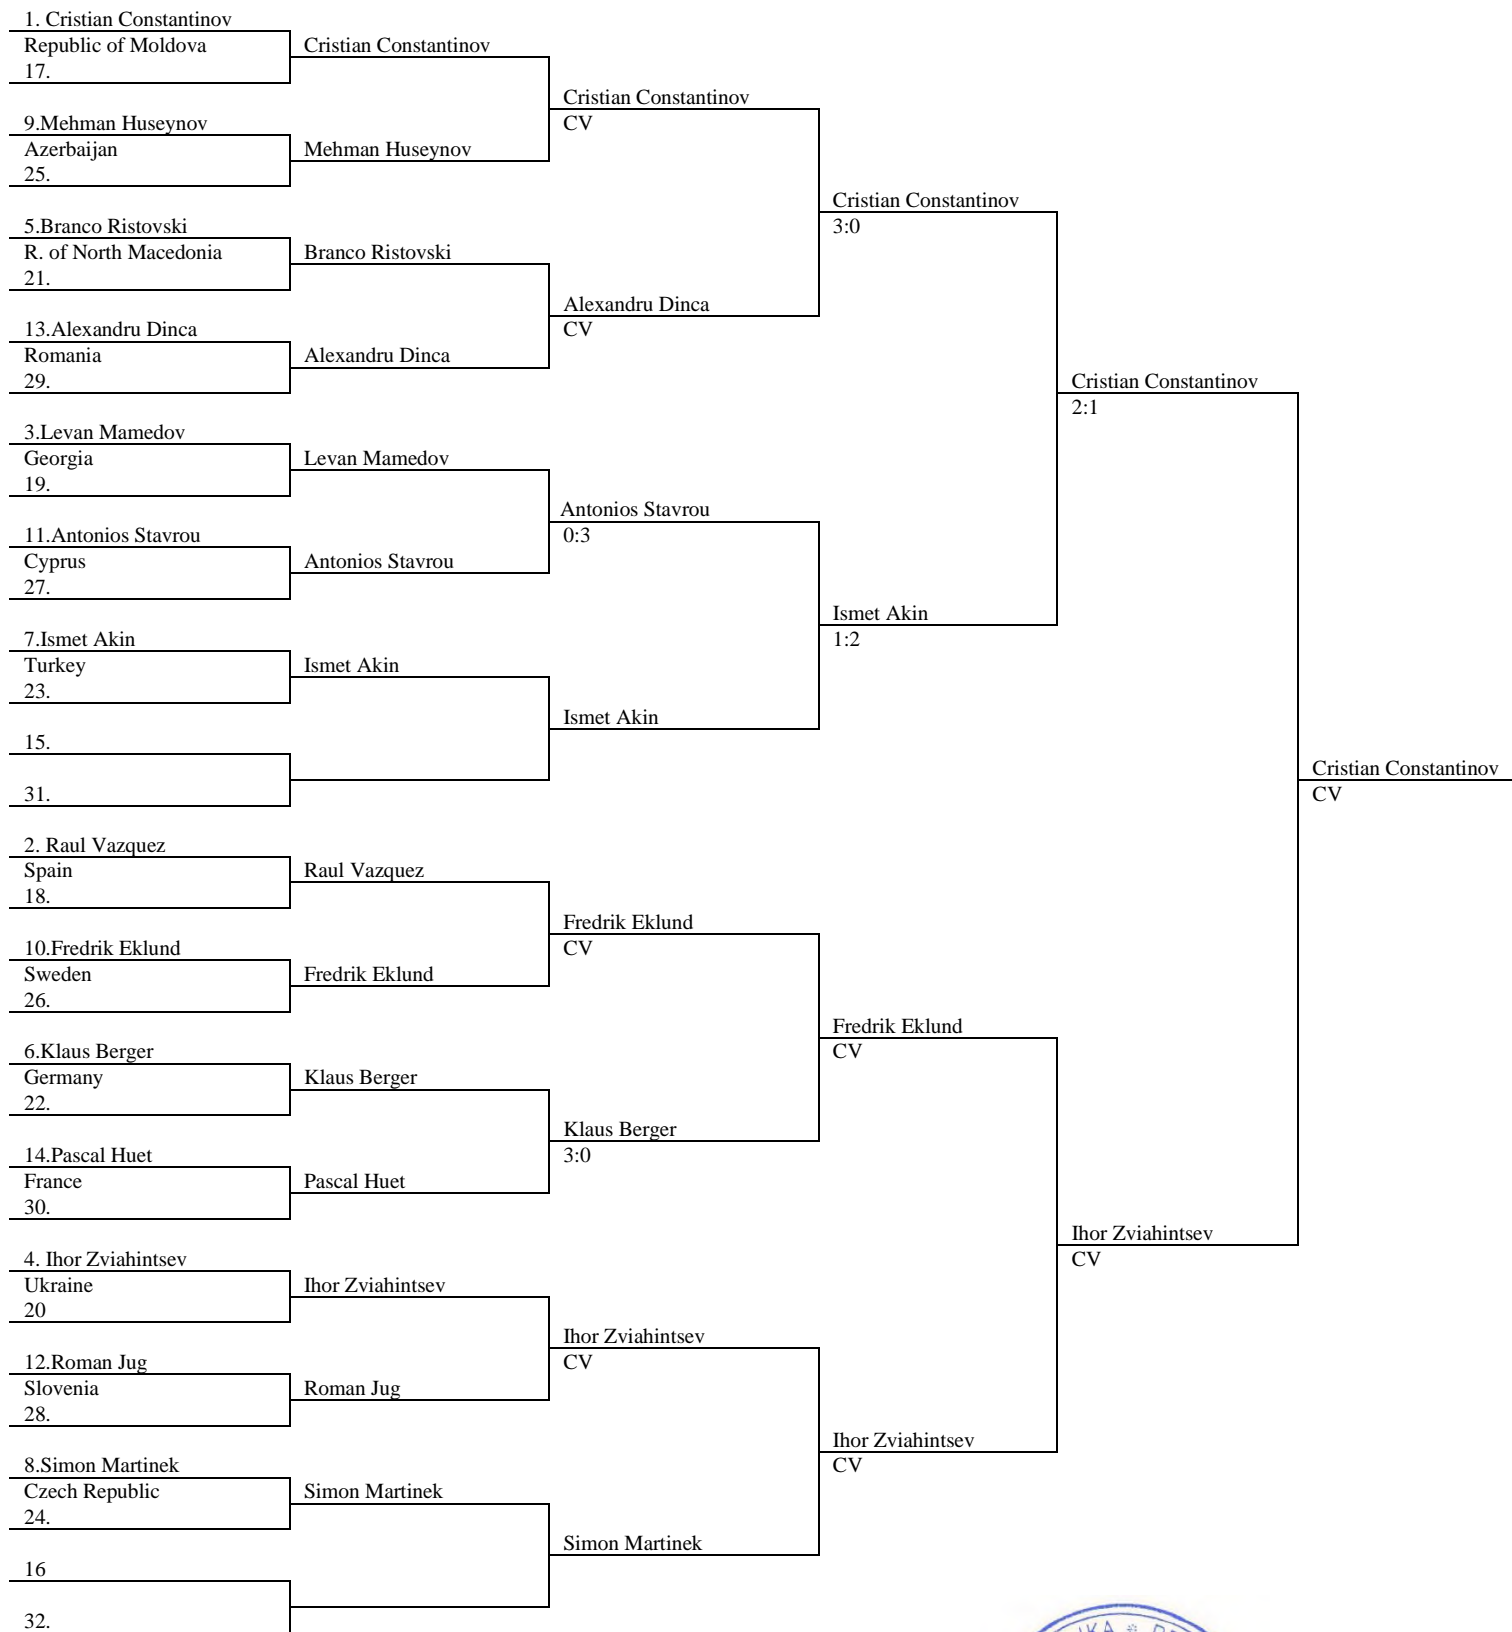 1. Cristian Constantinov
Republic of Moldova
17.
9.Mehman Huseynov
Azerbaijan
25.
5.Branco Ristovski
R. of North Macedonia
21.
13.Alexandru Dinca
Romania
29.
3.Levan Mamedov
Georgia
19.
11.Antonios Stavrou
Cyprus
27.
7.Ismet Akin
Turkey
23.
15.
31.
2. Raul Vazquez
Spain
18.
10.Fredrik Eklund
Sweden
26.
6.Klaus Berger
Germany
22.
14.Pascal Huet
France
30.
4. Ihor Zviahintsev
Ukraine
20
12.Roman Jug
Slovenia
28.
8.Simon Martinek
Czech Republic
24.
16
32.
Cristian Constantinov
Mehman Huseynov
Branco Ristovski
Alexandru Dinca
Levan Mamedov
Antonios Stavrou
Ismet Akin
Raul Vazquez
Fredrik Eklund
Klaus Berger
Pascal Huet
Ihor Zviahintsev
Roman Jug
Simon Martinek
Cristian Constantinov
CV
Alexandru Dinca
CV
Antonios Stavrou
0:3
Ismet Akin
Fredrik Eklund
CV
Klaus Berger
3:0
Ihor Zviahintsev
CV
Simon Martinek
Cristian Constantinov
3:0
Ismet Akin
1:2
Fredrik Eklund
CV
Ihor Zviahintsev
CV
Cristian Constantinov
2:1
Ihor Zviahintsev
CV
Cristian Constantinov
CV